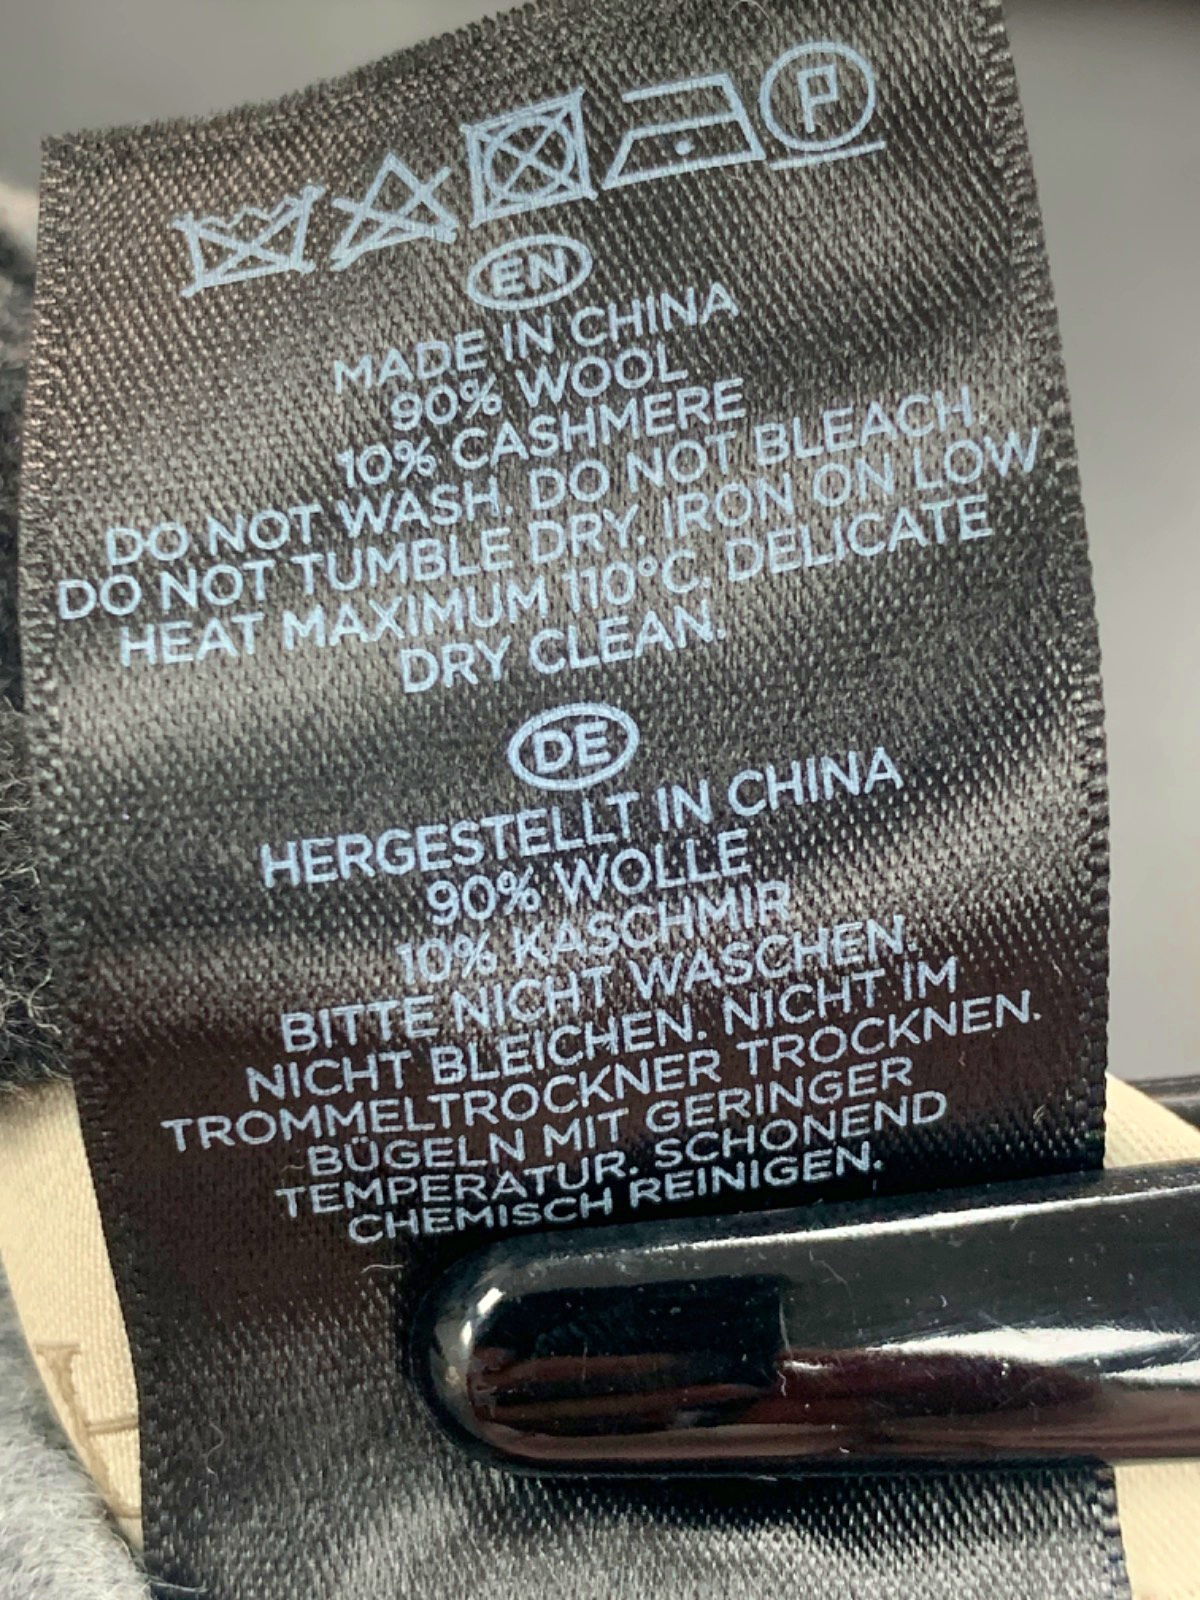 P
EN
MADE IN CHINA
90% WOOL
10% CASHMERE
DO NOT WASH. DO NOT BLEACH.
DO NOT TUMBLE DRY. IRON ON LOW
HEAT MAXIMUM 110°C. DELICATE
DRY CLEAN.
DE
HERGESTELLT IN CHINA
90% WOLLE
10% KASCHMIR
BITTE NICHT WASCHEN.
NICHT BLEICHEN. NICHT IM
TROMMELTROCKNER TROCKNEN.
BÜGELN MIT GERINGER
TEMPERATUR. SCHONEND
CHEMISCH REINIGEN.